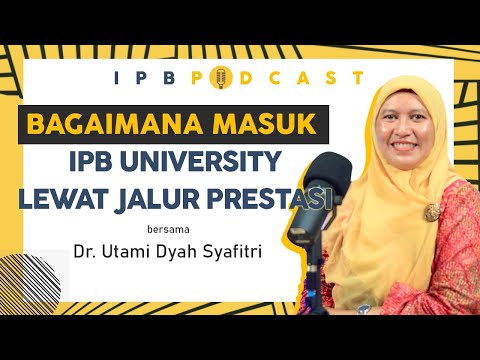 IPB PODCAST
BAGAIMANA MASUK
IPB UNIVERSITY
LEWAT JALUR PRESTASI
bersama
Dr. Utami Dyah Syafitri